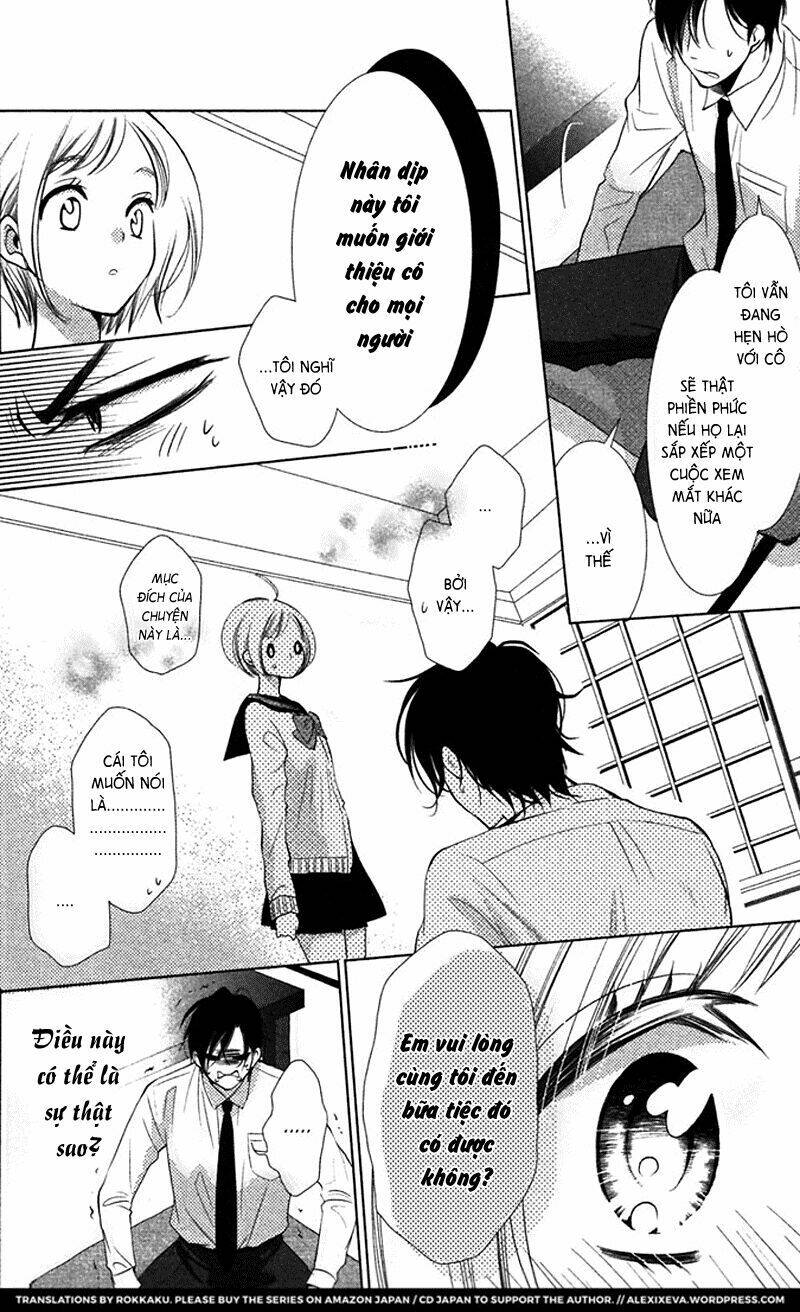 TÔI VẪN
ĐANG
HẸN HÒ
VỚI CÔ
SẼ THẬT
PHIỀN PHỨC
NẾU HỌ LẠI
SẮP XẾP MỘT
CUỘC XEM
MẮT KHÁC
NỮA
...VÌ
THẾ
Nhân dịp
này tôi
muốn giới
thiệu cô
cho mọi
người
...TÔI NGHĨ
VẬY ĐÓ
...
BỞI
VẬY...
MỤC
ĐÍCH CỦA
CHUYỆN
NÀY LÀ...
CÁI TÔI
MUỐN NÓI
LÀ.............
................
................
....
Em vui lòng
cùng tôi đến
bữa tiệc đó
có được
không?
......
Điều này
có thể là
sự thật
sao?
TRANSLATIONS BY ROKKAKU. PLEASE BUY THE SERIES ON AMAZON JAPAN / CD JAPAN TO SUPPORT THE AUTHOR. // ALEXIXEVA.WORDPRESS.COM